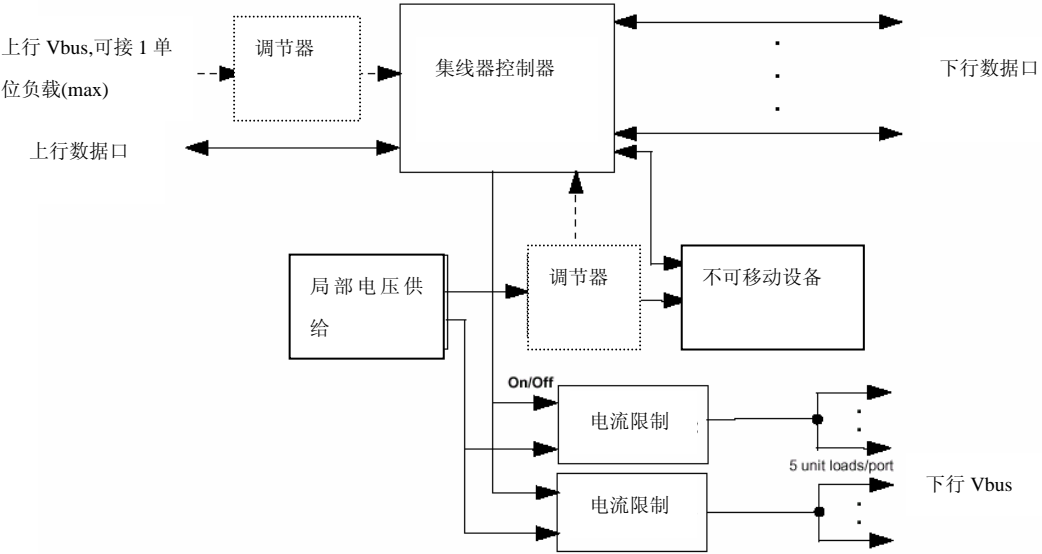 上行 Vbus,可接 1 单
位负载(max)
调节器
集线器控制器
下行数据口
上行数据口
局部电压供
给
调节器
不可移动设备
On/Off
电流限制
5 unit loads/port
电流限制
下行 Vbus